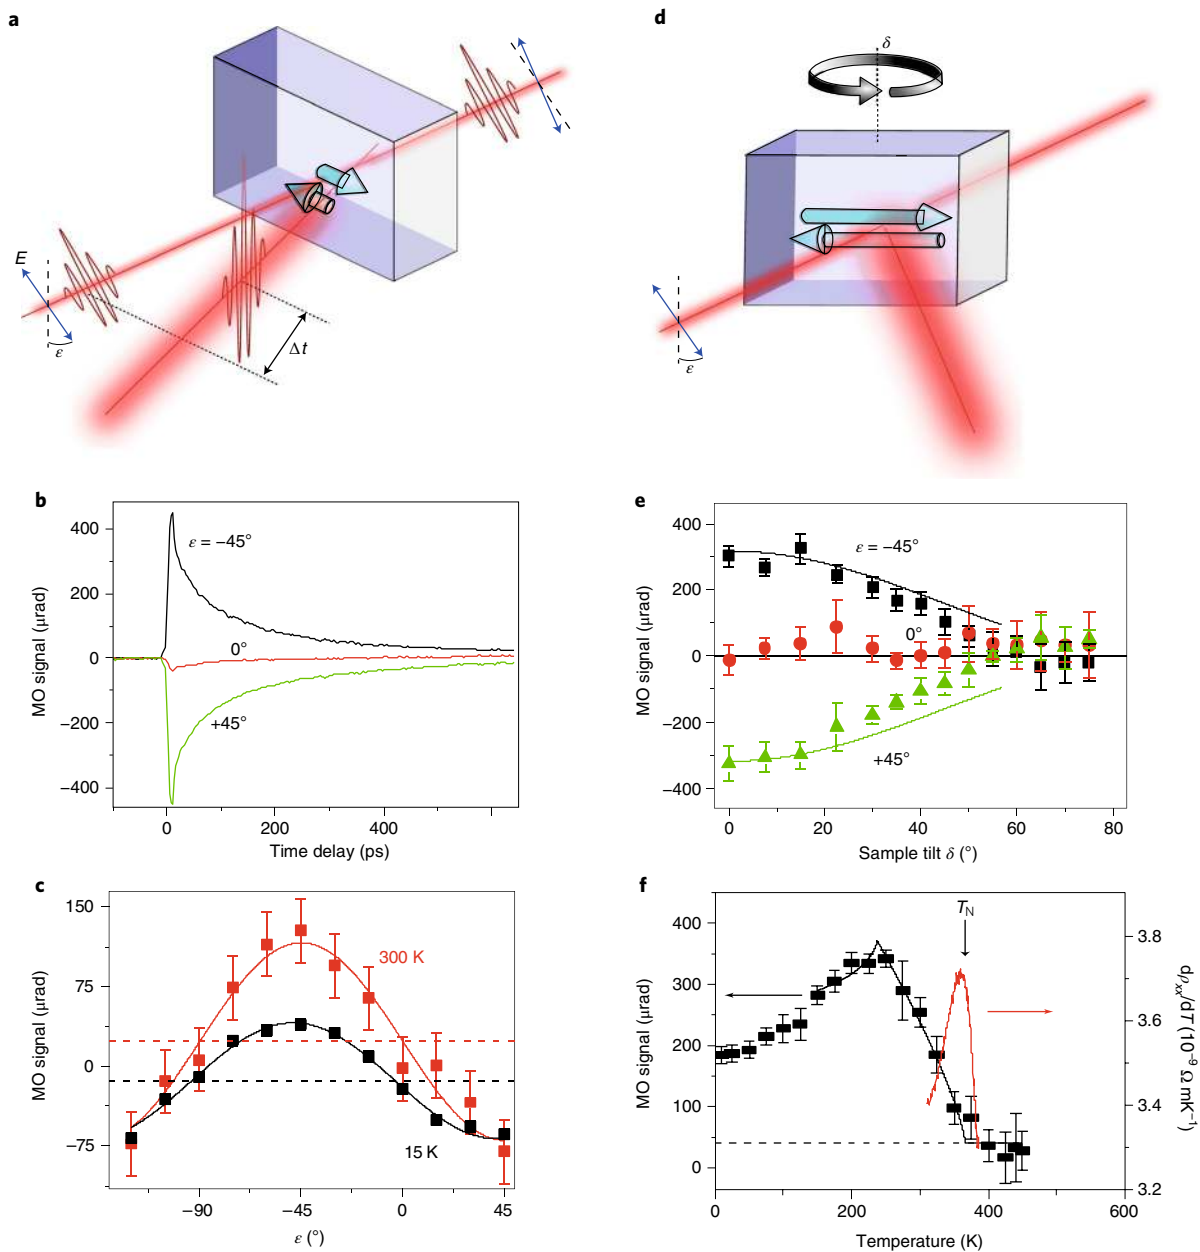 a
E
ε
Δt
d
δ
ε
b
MO signal (μrad)
400
200
0
−200
−400
ε = −45°
0°
+45°
0
200
400
Time delay (ps)
e
MO signal (μrad)
400
200
0
−200
−400
ε = −45°
0°
+45°
0
20
40
60
80
Sample tilt δ (°)
c
MO signal (μrad)
150
75
0
−75
300 K
15 K
−90
−45
0
45
ε (°)
f
MO signal (μrad)
400
300
200
100
0
T_N
3.8
3.6
3.4
3.2
dρ_xx/dT (10⁻⁹ Ω mK⁻¹)
0
200
400
600
Temperature (K)